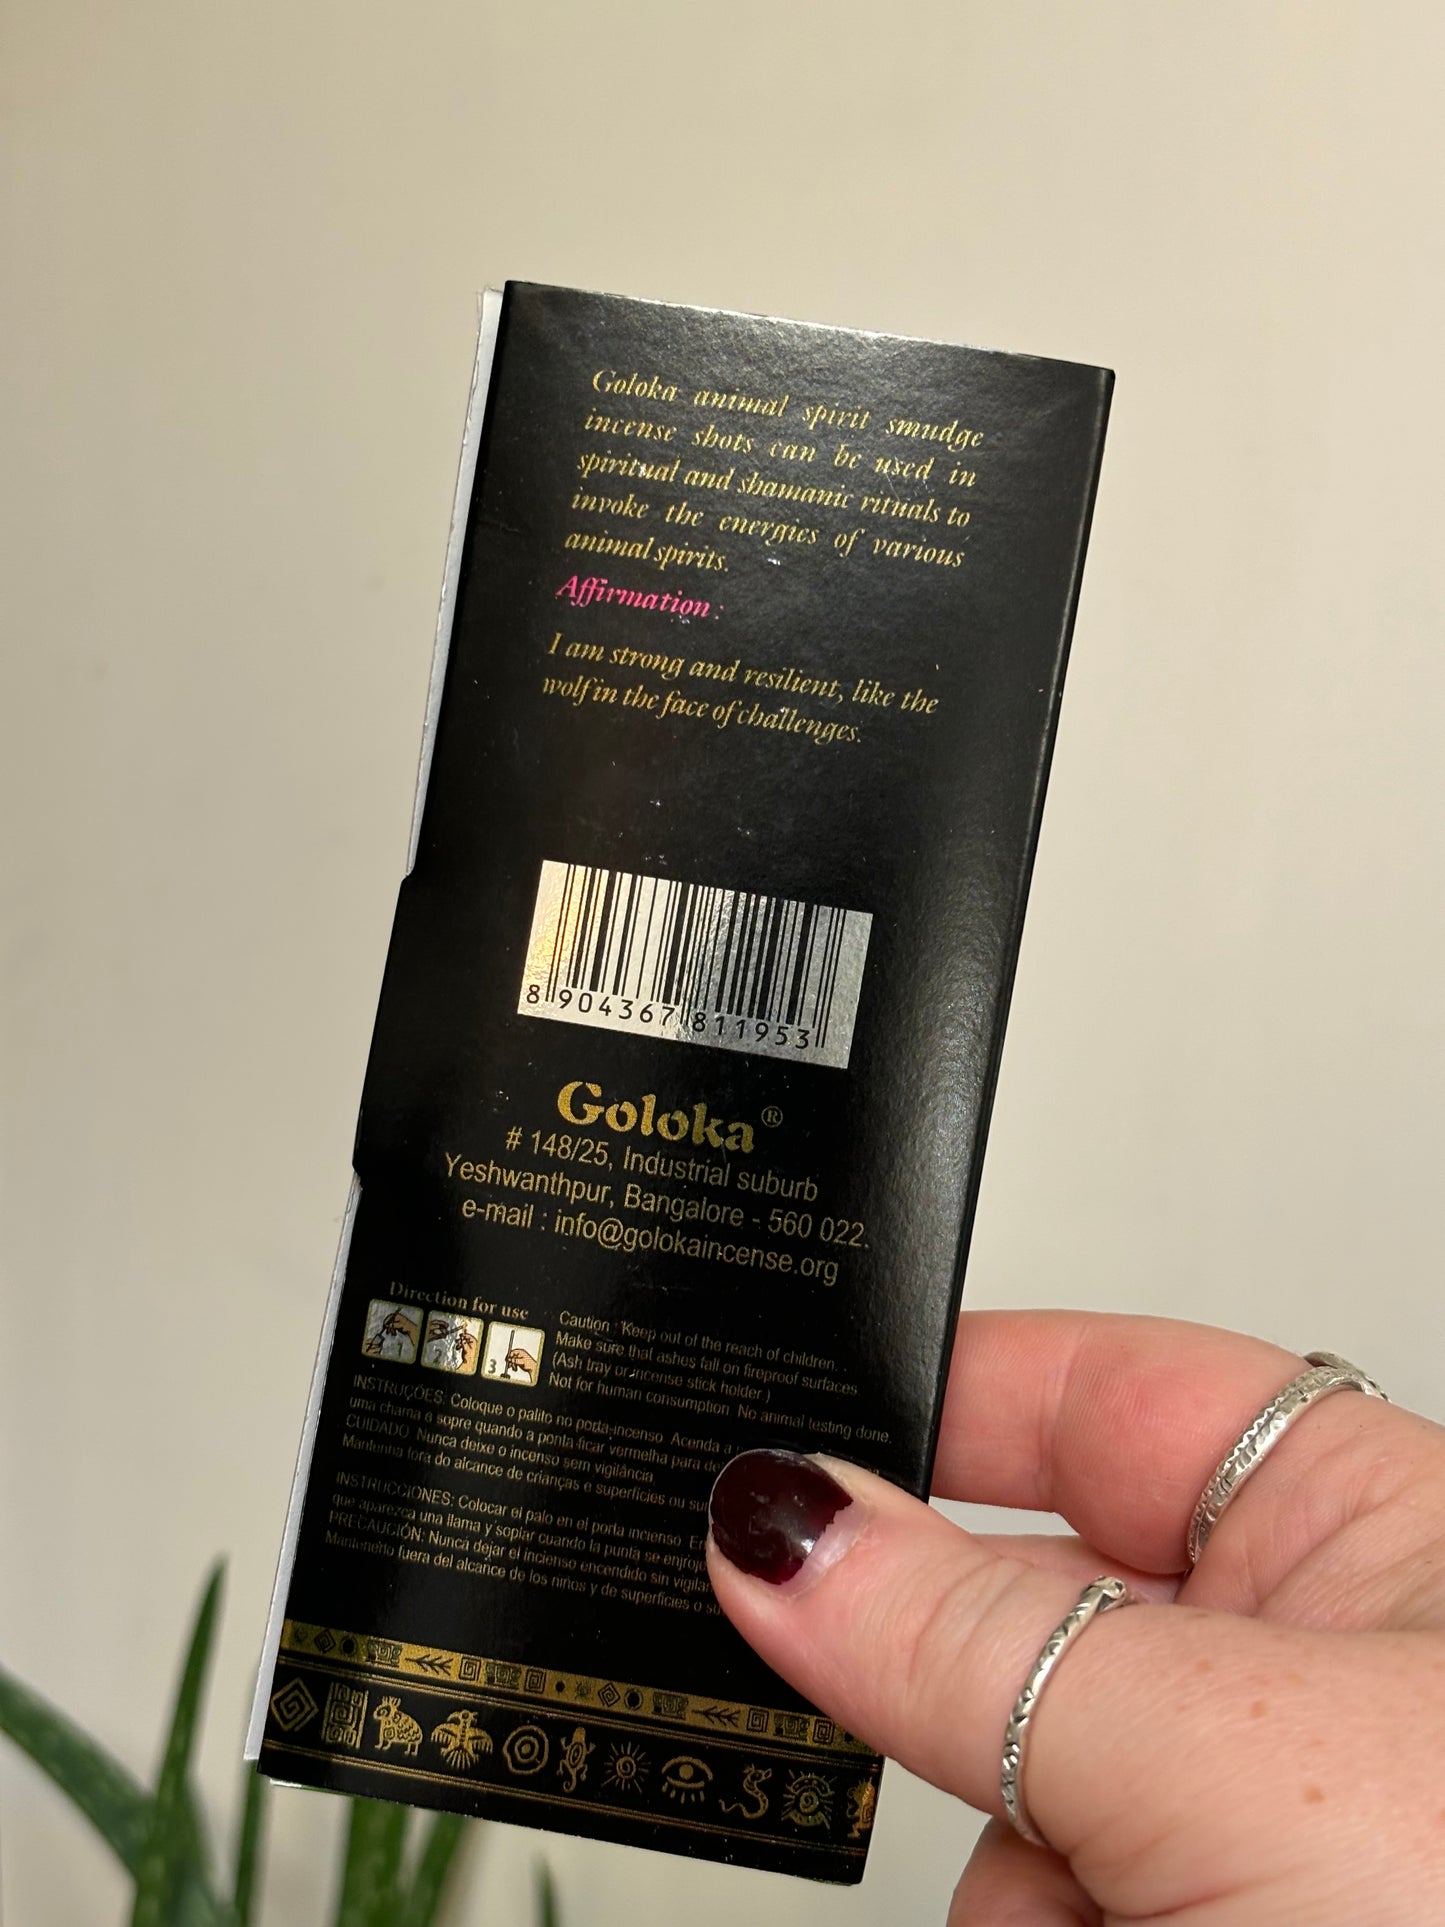 Goloka animal spirit smudge
incense shots can be used in
spiritual and shamanic rituals to
invoke the energies of various
animal spirits.
Affirmation :
I am strong and resilient, like the
wolf in the face of challenges.
8 904367 811953
Goloka®
# 148/25, Industrial suburb
Yeshwanthpur, Bangalore - 560 022.
e-mail : info@golokaincense.org
Direction for use
1 2 3
Caution : Keep out of the reach of children.
Make sure that ashes fall on fireproof surfaces
(Ash tray or incense stick holder.)
Not for human consumption. No animal testing done.
INSTRUÇÕES: Coloque o palito no porta-incenso. Acenda a
uma chama e sopre quando a ponta ficar vermelha para
CUIDADO: Nunca deixe o incenso sem vigilância
Mantenha fora do alcance de crianças e superfícies ou
INSTRUCCIONES: Colocar el palo en el porta incienso.
que aparezca una llama y soplar cuando la punta se
PRECAUCIÓN: Nunca dejar el incienso encendido sin
Mantenerlo fuera del alcance de los niños y de superficies o